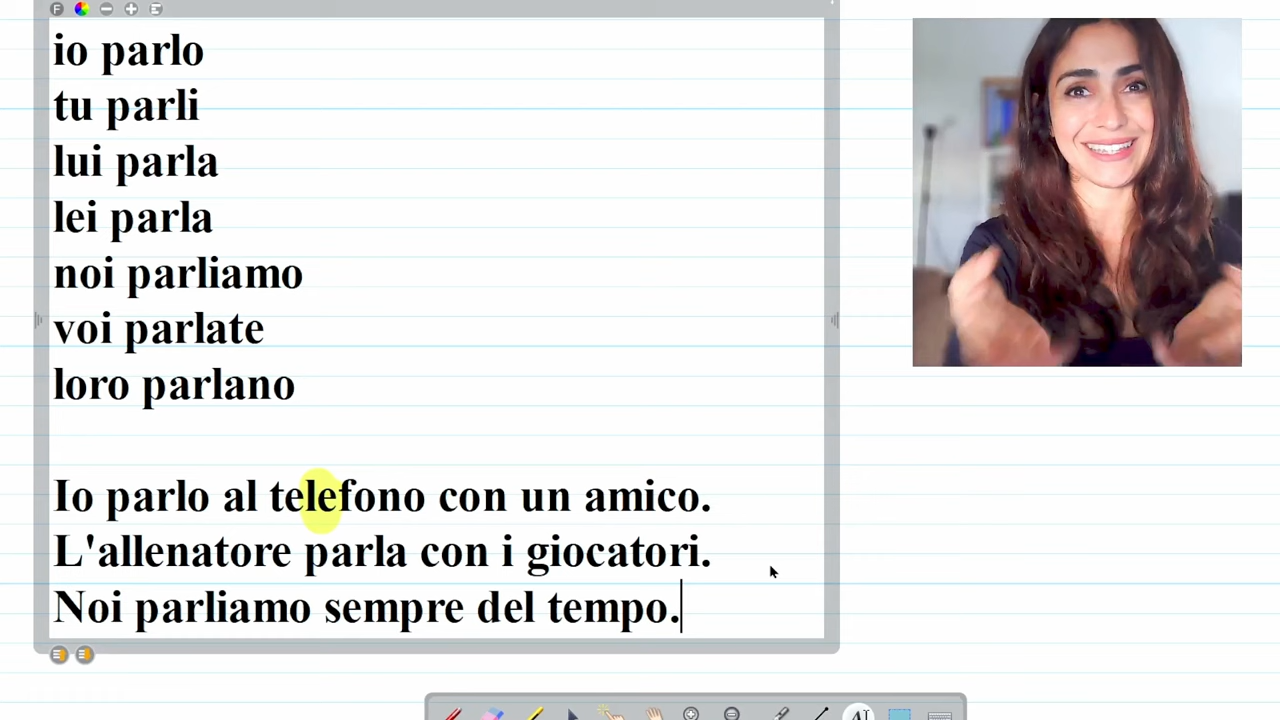 io parlo
tu parli
lui parla
lei parla
noi parliamo
voi parlate
loro parlano
Io parlo al telefono con un amico.
L'allenatore parla con i giocatori.
Noi parliamo sempre del tempo.